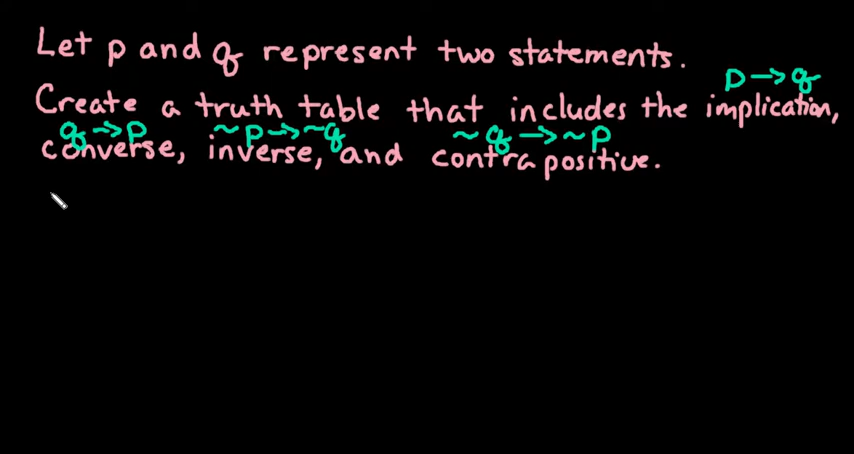 Let p and q represent two statements.
p → q
Create a truth table that includes the implication,
q → p ~p → ~q ~q → ~p
converse, inverse, and contrapositive.